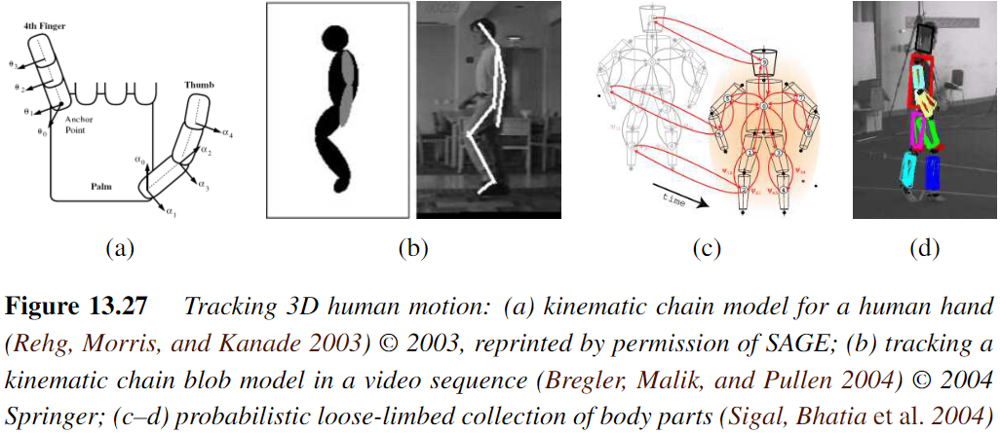 4th Finger
θ3
θ2
θ1
θ0
Anchor
Point
Palm
Thumb
α4
α2
α0
α3
α1
time
(a)
(b)
(c)
(d)
Figure 13.27 Tracking 3D human motion: (a) kinematic chain model for a human hand
(Rehg, Morris, and Kanade 2003) © 2003, reprinted by permission of SAGE; (b) tracking a
kinematic chain blob model in a video sequence (Bregler, Malik, and Pullen 2004) © 2004
Springer; (c–d) probabilistic loose-limbed collection of body parts (Sigal, Bhatia et al. 2004)